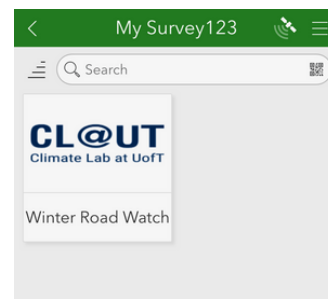 My Survey123
Search
CL@UT
Climate Lab at UofT
Winter Road Watch